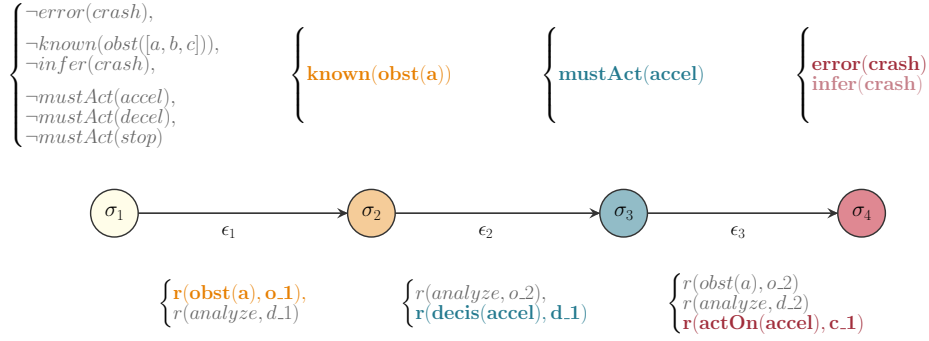 ¬error(crash),
¬known(obst([a, b, c])),
¬infer(crash),
¬mustAct(accel),
¬mustAct(decel),
¬mustAct(stop)
known(obst(a))
mustAct(accel)
error(crash)
infer(crash)
σ₁
σ₂
σ₃
σ₄
ϵ₁
ϵ₂
ϵ₃
r(obst(a), o_1),
r(analyze, d_1)
r(analyze, o_2),
r(decis(accel), d_1)
r(obst(a), o_2)
r(analyze, d_2)
r(actOn(accel), c_1)